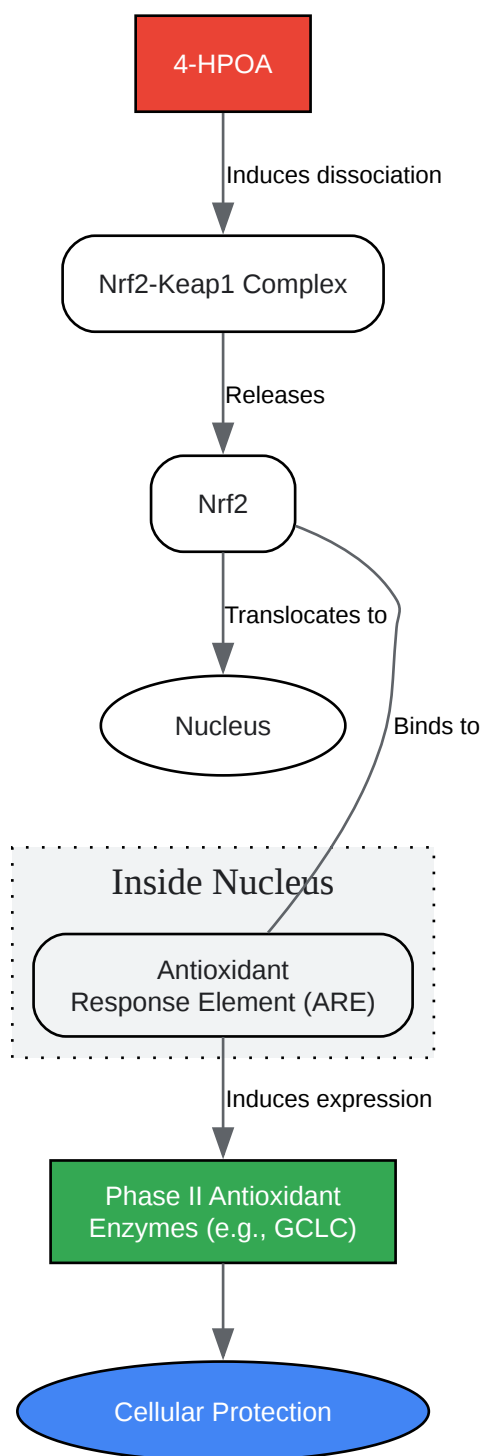 4-HPOA
Induces dissociation
Nrf2-Keap1 Complex
Releases
Nrf2
Translocates to
Nucleus
Binds to
Inside Nucleus
Antioxidant
Response Element (ARE)
Induces expression
Phase II Antioxidant
Enzymes (e.g., GCLC)
Cellular Protection